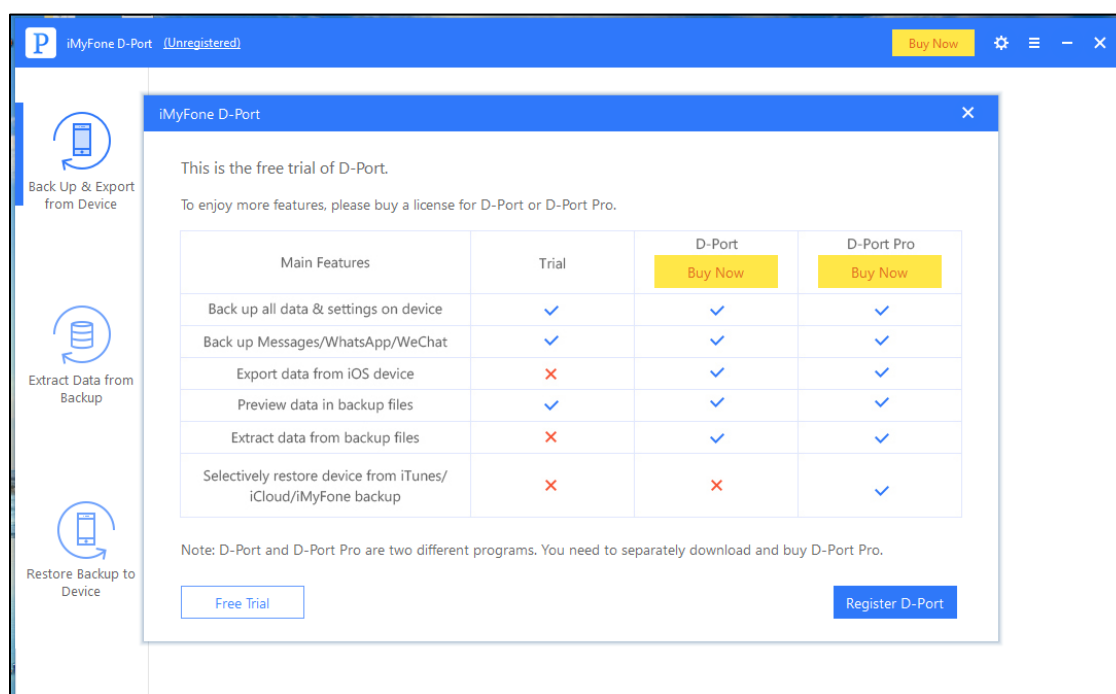 P iMyFone D-Port (Unregistered) Buy Now
iMyFone D-Port
Back Up & Export
from Device
Extract Data from
Backup
Restore Backup to
Device
This is the free trial of D-Port.
To enjoy more features, please buy a license for D-Port or D-Port Pro.
Main Features Trial D-Port Buy Now D-Port Pro Buy Now
Back up all data & settings on device
Back up Messages/WhatsApp/WeChat
Export data from iOS device
Preview data in backup files
Extract data from backup files
Selectively restore device from iTunes/
iCloud/iMyFone backup
Note: D-Port and D-Port Pro are two different programs. You need to separately download and buy D-Port Pro.
Free Trial Register D-Port